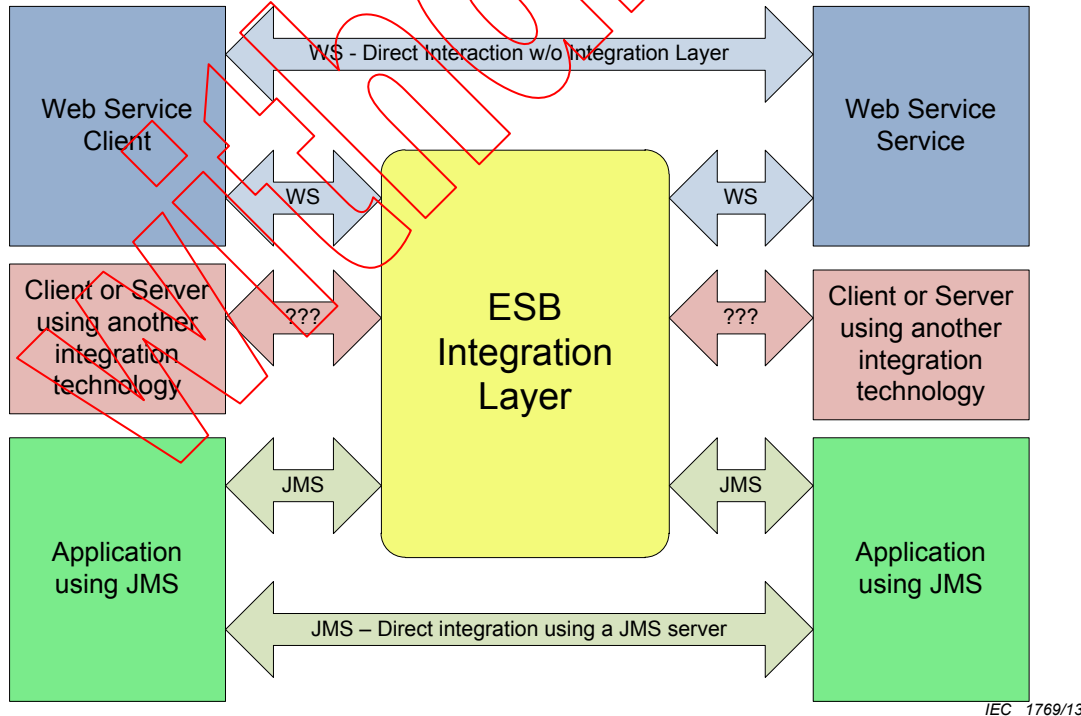 WS - Direct Interaction w/o Integration Layer
Web Service
Client
Web Service
Service
WS
WS
Client or Server
using another
integration
technology
???
ESB
Integration
Layer
???
Client or Server
using another
integration
technology
JMS
JMS
Application
using JMS
Application
using JMS
JMS – Direct integration using a JMS server
IEC 1769/13